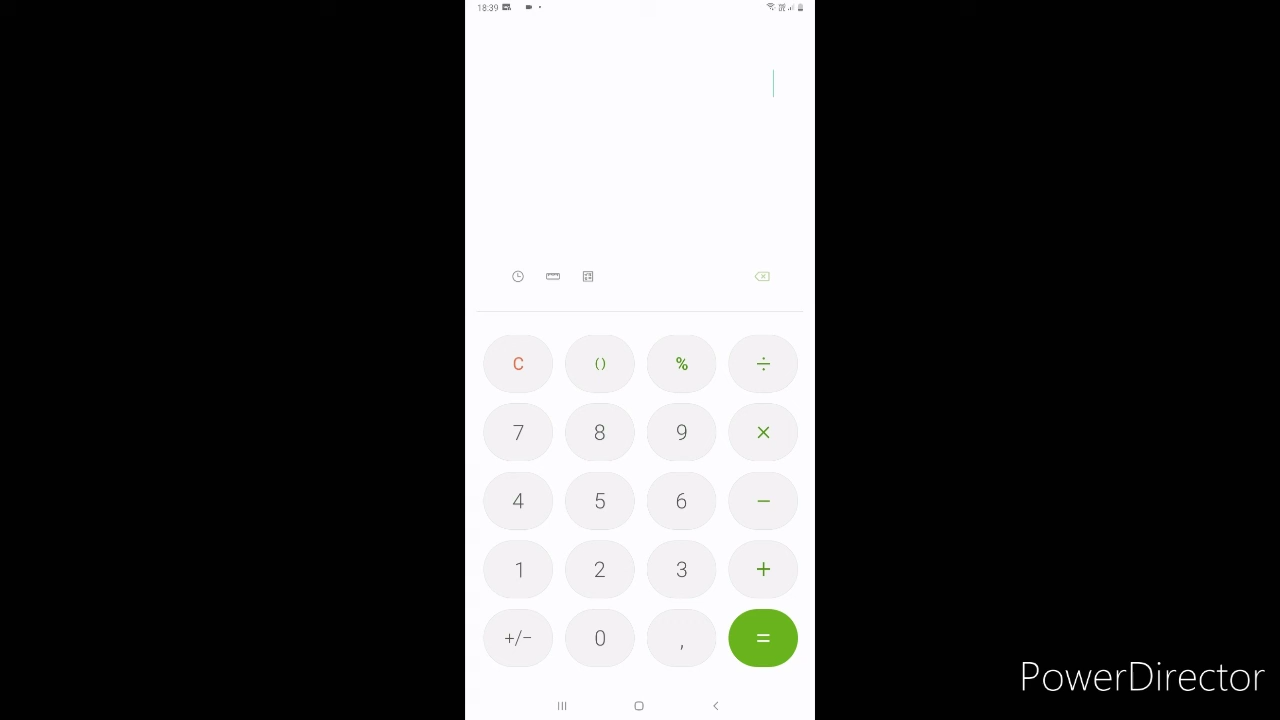 18:39
C () % ÷
7 8 9 ×
4 5 6 −
1 2 3 +
+/− 0 , =
PowerDirector